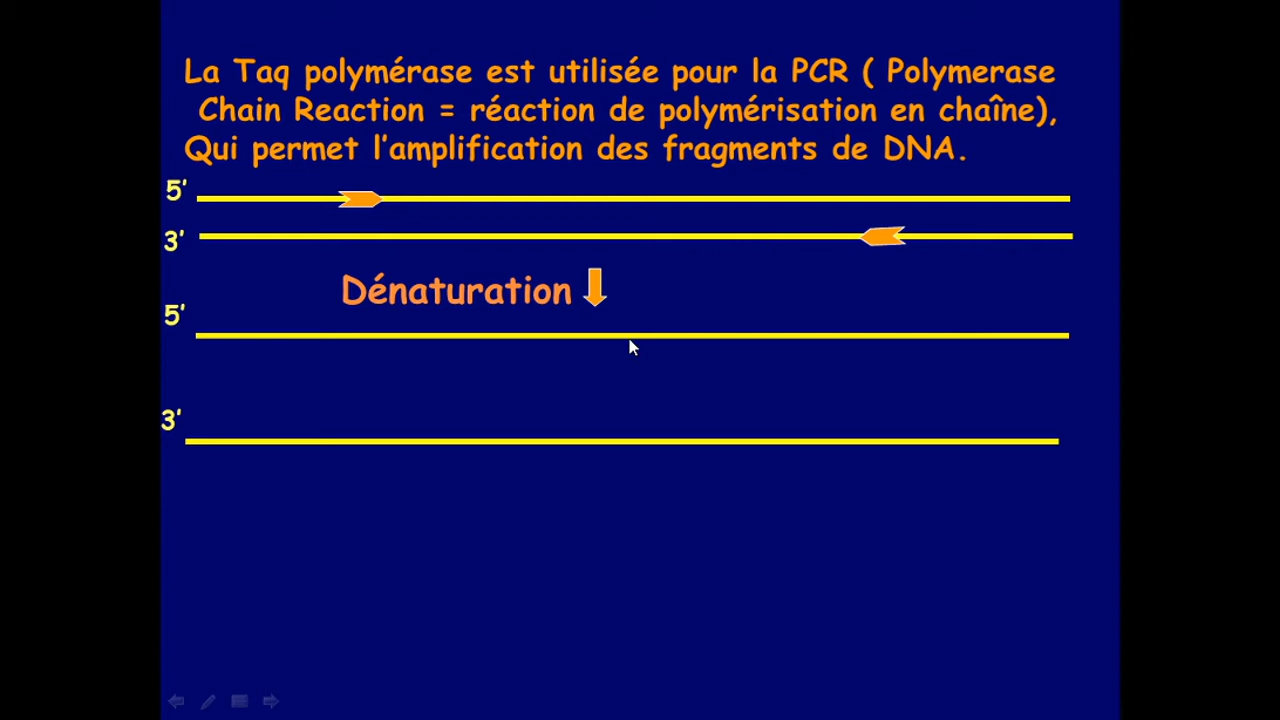 La Taq polymérase est utilisée pour la PCR ( Polymerase
Chain Reaction = réaction de polymérisation en chaîne),
Qui permet l'amplification des fragments de DNA.
5'
3'
Dénaturation
5'
3'